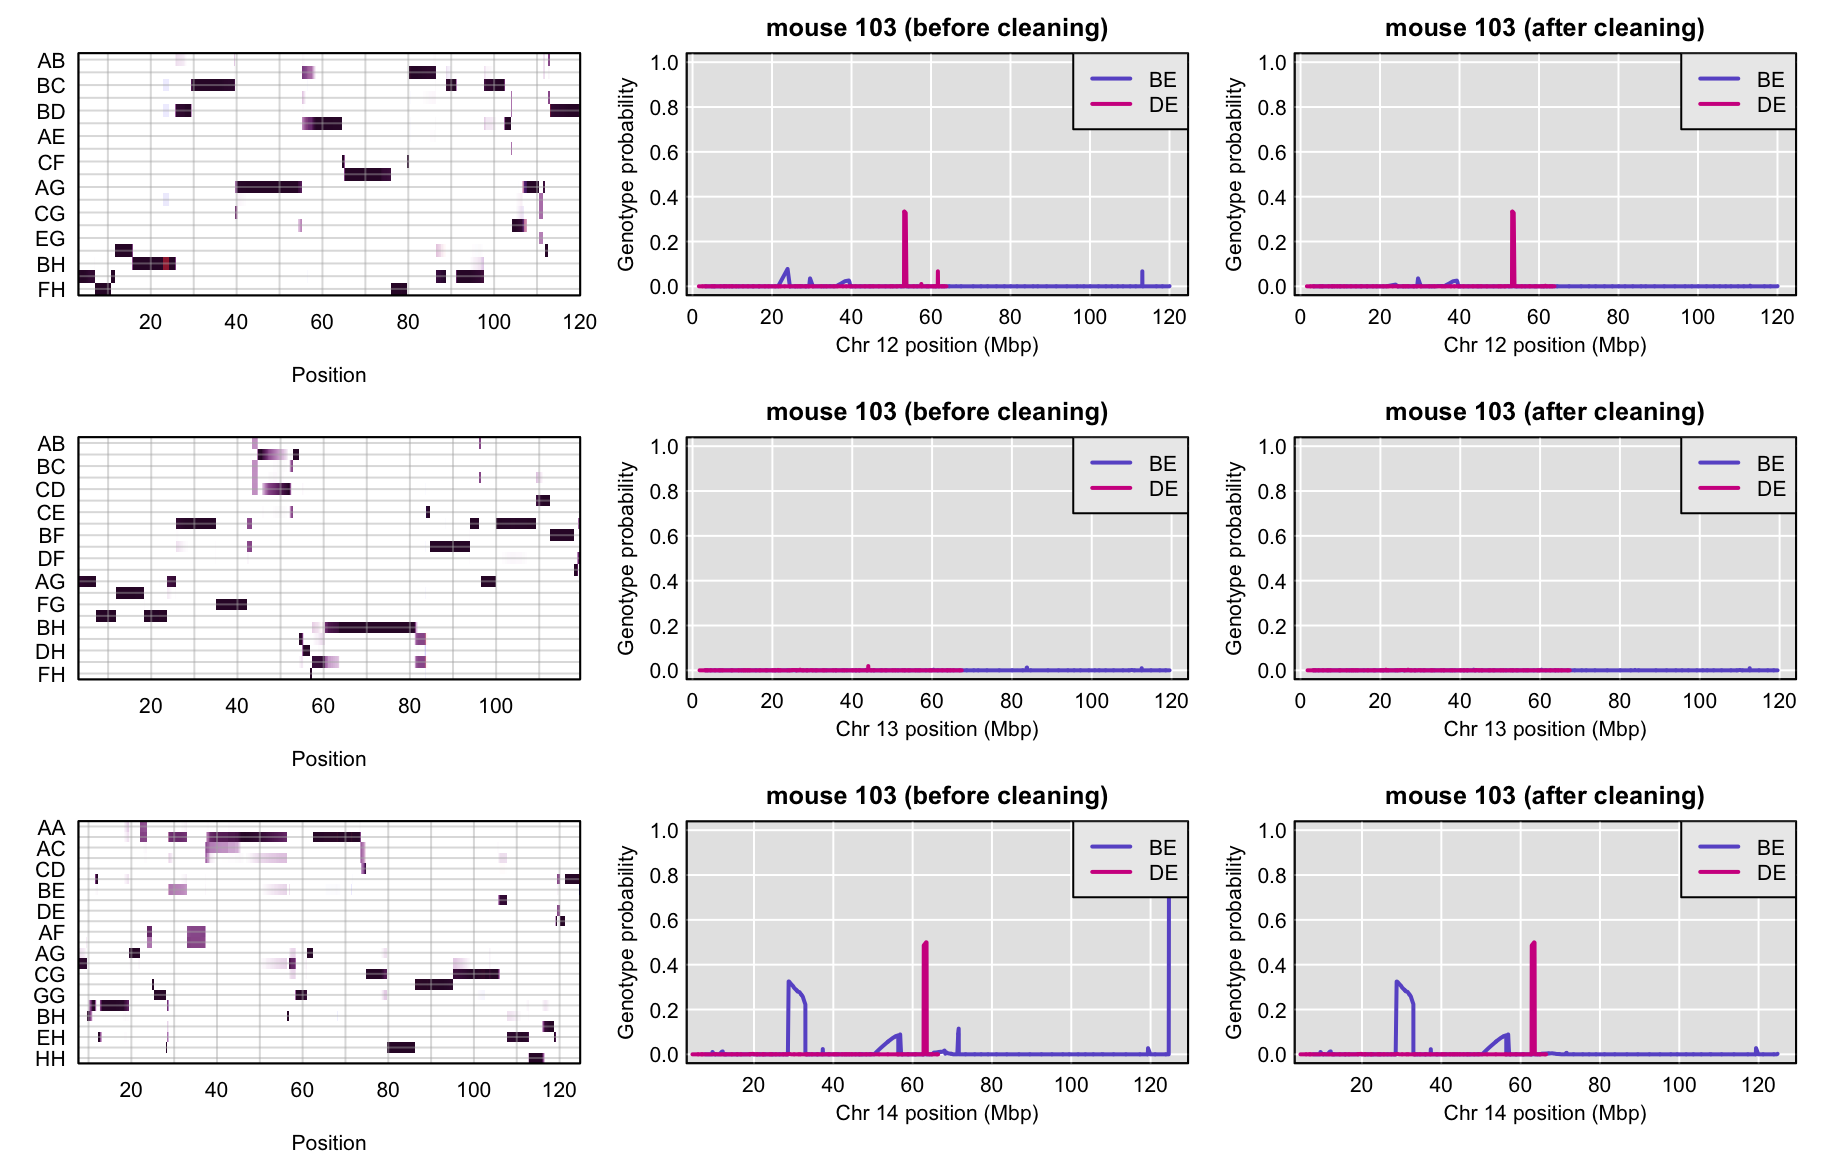 mouse 103 (before cleaning)
mouse 103 (after cleaning)
AB
BC
BD
AE
CF
AG
CG
EG
BH
FH
20 40 60 80 100 120
Position
Genotype probability
1.0
0.8
0.6
0.4
0.2
0.0
BE
DE
0 20 40 60 80 100 120
Chr 12 position (Mbp)
Genotype probability
1.0
0.8
0.6
0.4
0.2
0.0
BE
DE
0 20 40 60 80 100 120
Chr 12 position (Mbp)
mouse 103 (before cleaning)
mouse 103 (after cleaning)
AB
BC
CD
CE
BF
DF
AG
FG
BH
DH
FH
20 40 60 80 100
Position
Genotype probability
1.0
0.8
0.6
0.4
0.2
0.0
BE
DE
0 20 40 60 80 100 120
Chr 13 position (Mbp)
Genotype probability
1.0
0.8
0.6
0.4
0.2
0.0
BE
DE
0 20 40 60 80 100 120
Chr 13 position (Mbp)
mouse 103 (before cleaning)
mouse 103 (after cleaning)
AA
AC
CD
BE
DE
AF
AG
CG
GG
BH
EH
HH
20 40 60 80 100 120
Position
Genotype probability
1.0
0.8
0.6
0.4
0.2
0.0
BE
DE
20 40 60 80 100 120
Chr 14 position (Mbp)
Genotype probability
1.0
0.8
0.6
0.4
0.2
0.0
BE
DE
20 40 60 80 100 120
Chr 14 position (Mbp)